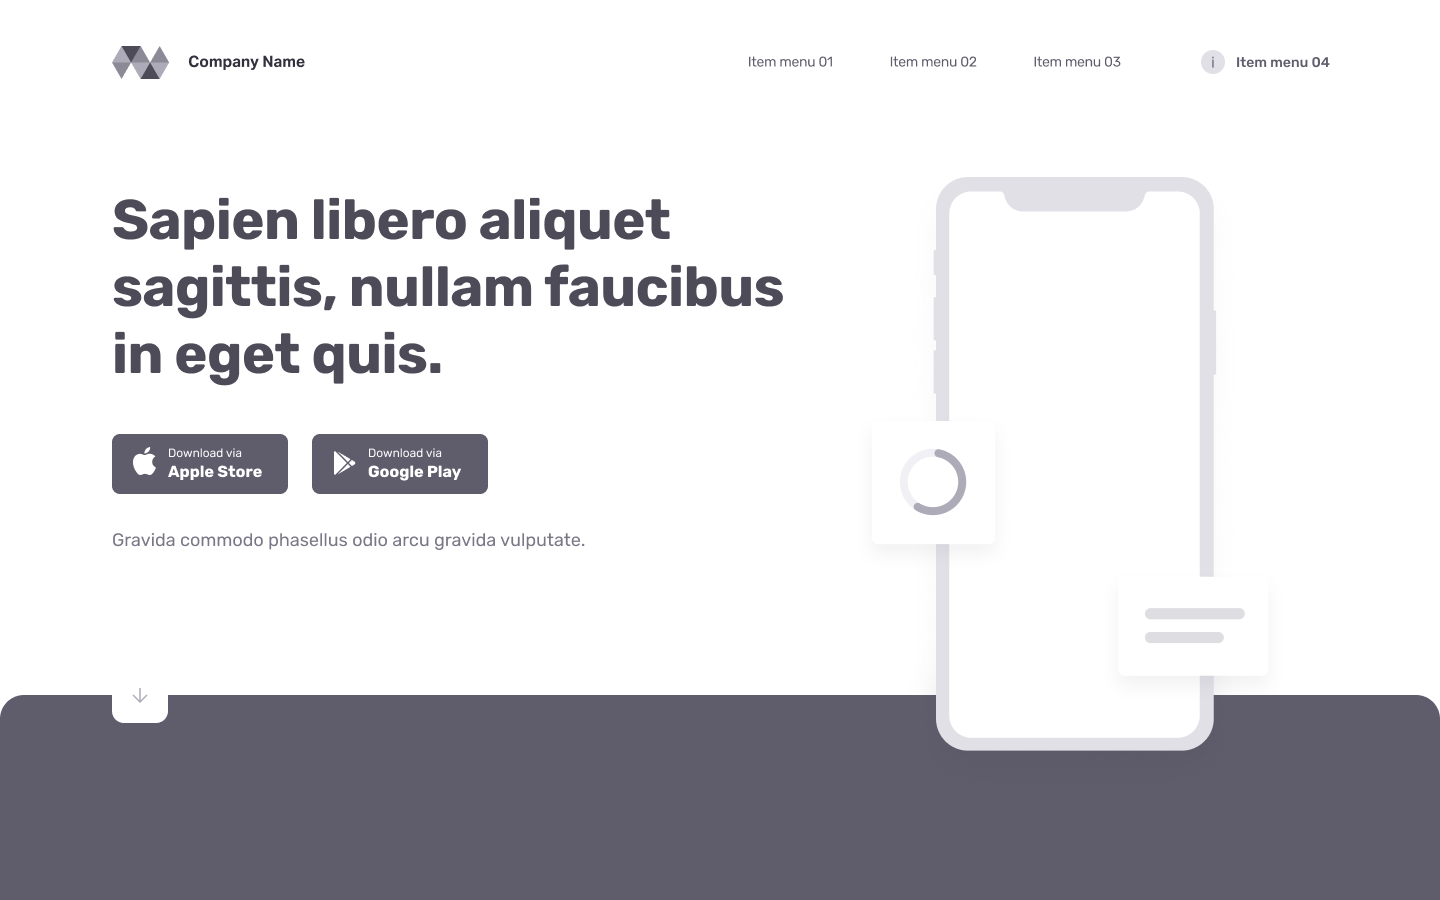 Company Name
Item menu 01
Item menu 02
Item menu 03
i
Item menu 04
Sapien libero aliquet
sagittis, nullam faucibus
in eget quis.
Download via
Apple Store
Download via
Google Play
Gravida commodo phasellus odio arcu gravida vulputate.